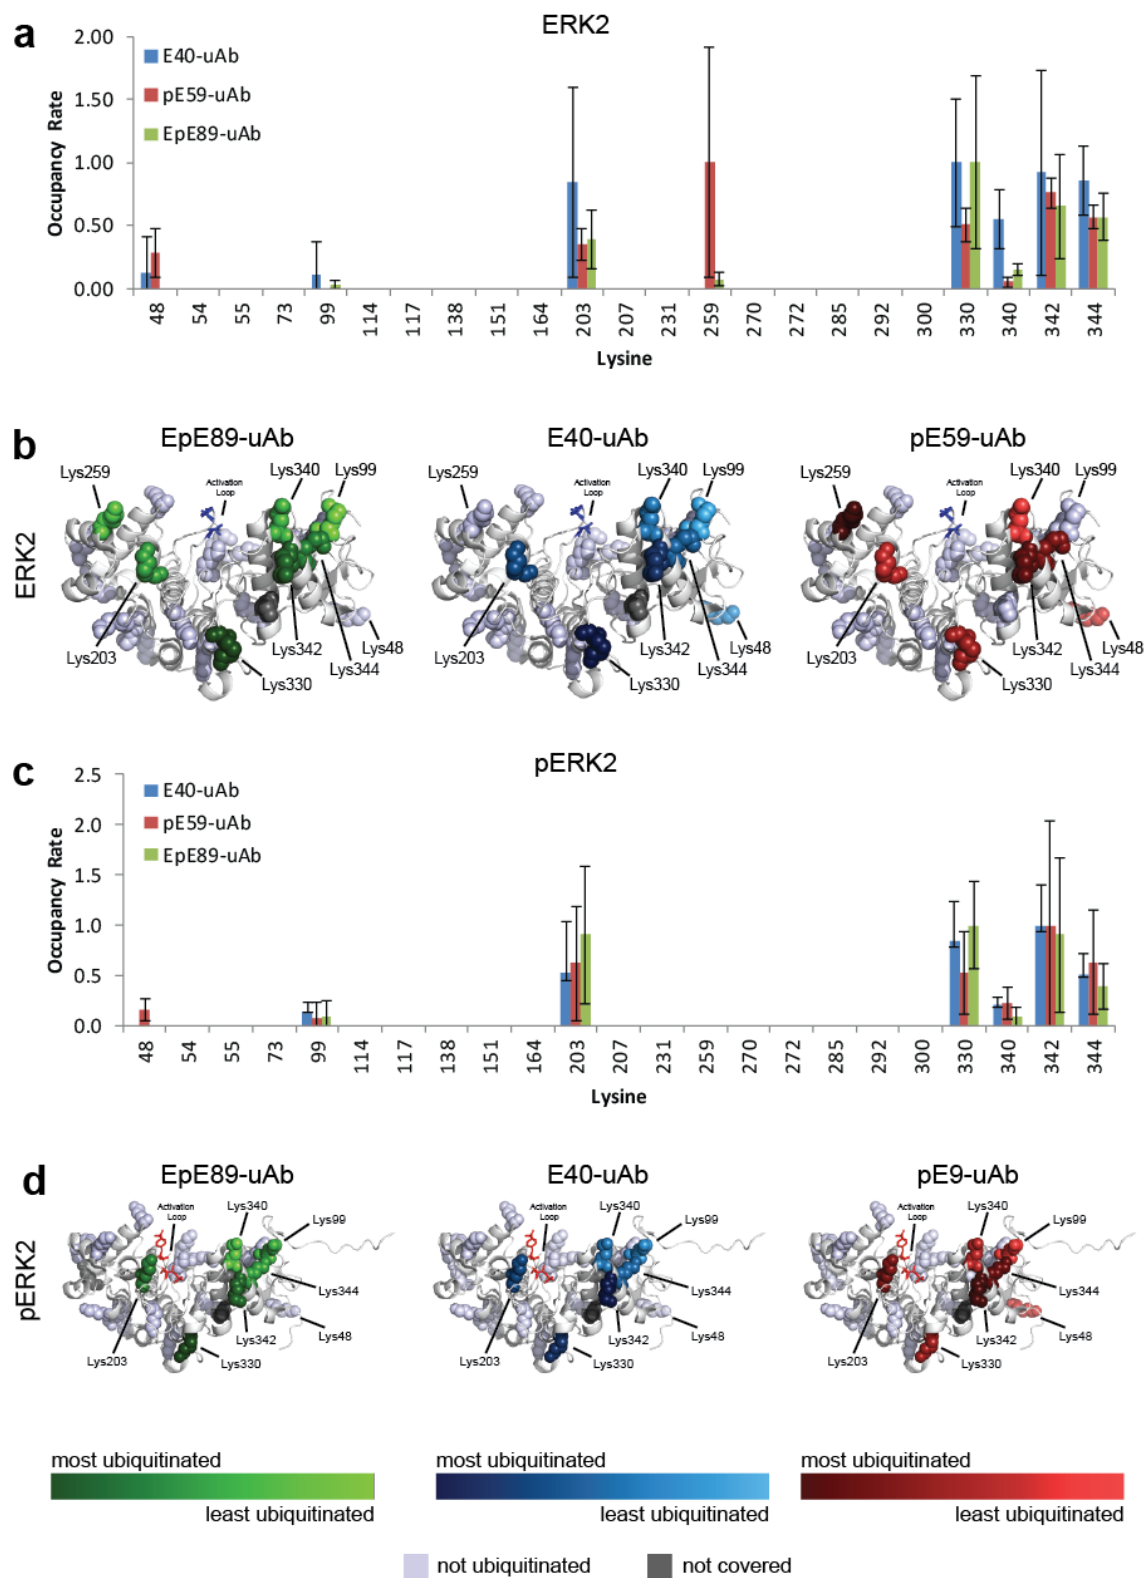 a
ERK2
2.00
1.50
1.00
0.50
0.00
Occupancy Rate
E40-uAb
pE59-uAb
EpE89-uAb
48 54 55 73 99 114 117 138 151 164 203 207 231 259 270 272 285 292 300 330 340 342 344
Lysine
b
EpE89-uAb
E40-uAb
pE59-uAb
ERK2
Lys259
Activation
Loop
Lys340
Lys99
Lys203
Lys342
Lys344
Lys330
Lys259
Activation
Loop
Lys340
Lys99
Lys203
Lys342
Lys48
Lys344
Lys330
Lys48
Lys259
Activation
Loop
Lys340
Lys99
Lys203
Lys342
Lys48
Lys344
Lys330
c
pERK2
2.5
2.0
1.5
1.0
0.5
0.0
Occupancy Rate
E40-uAb
pE59-uAb
EpE89-uAb
48 54 55 73 99 114 117 138 151 164 203 207 231 259 270 272 285 292 300 330 340 342 344
Lysine
d
EpE89-uAb
E40-uAb
pE9-uAb
pERK2
Activation
Loop
Lys340
Lys99
Lys344
Lys48
Lys342
Lys203
Lys330
Activation
Loop
Lys340
Lys99
Lys344
Lys48
Lys342
Lys203
Lys330
Activation
Loop
Lys340
Lys99
Lys344
Lys48
Lys342
Lys203
Lys330
most ubiquitinated
least ubiquitinated
most ubiquitinated
least ubiquitinated
most ubiquitinated
least ubiquitinated
not ubiquitinated
not covered